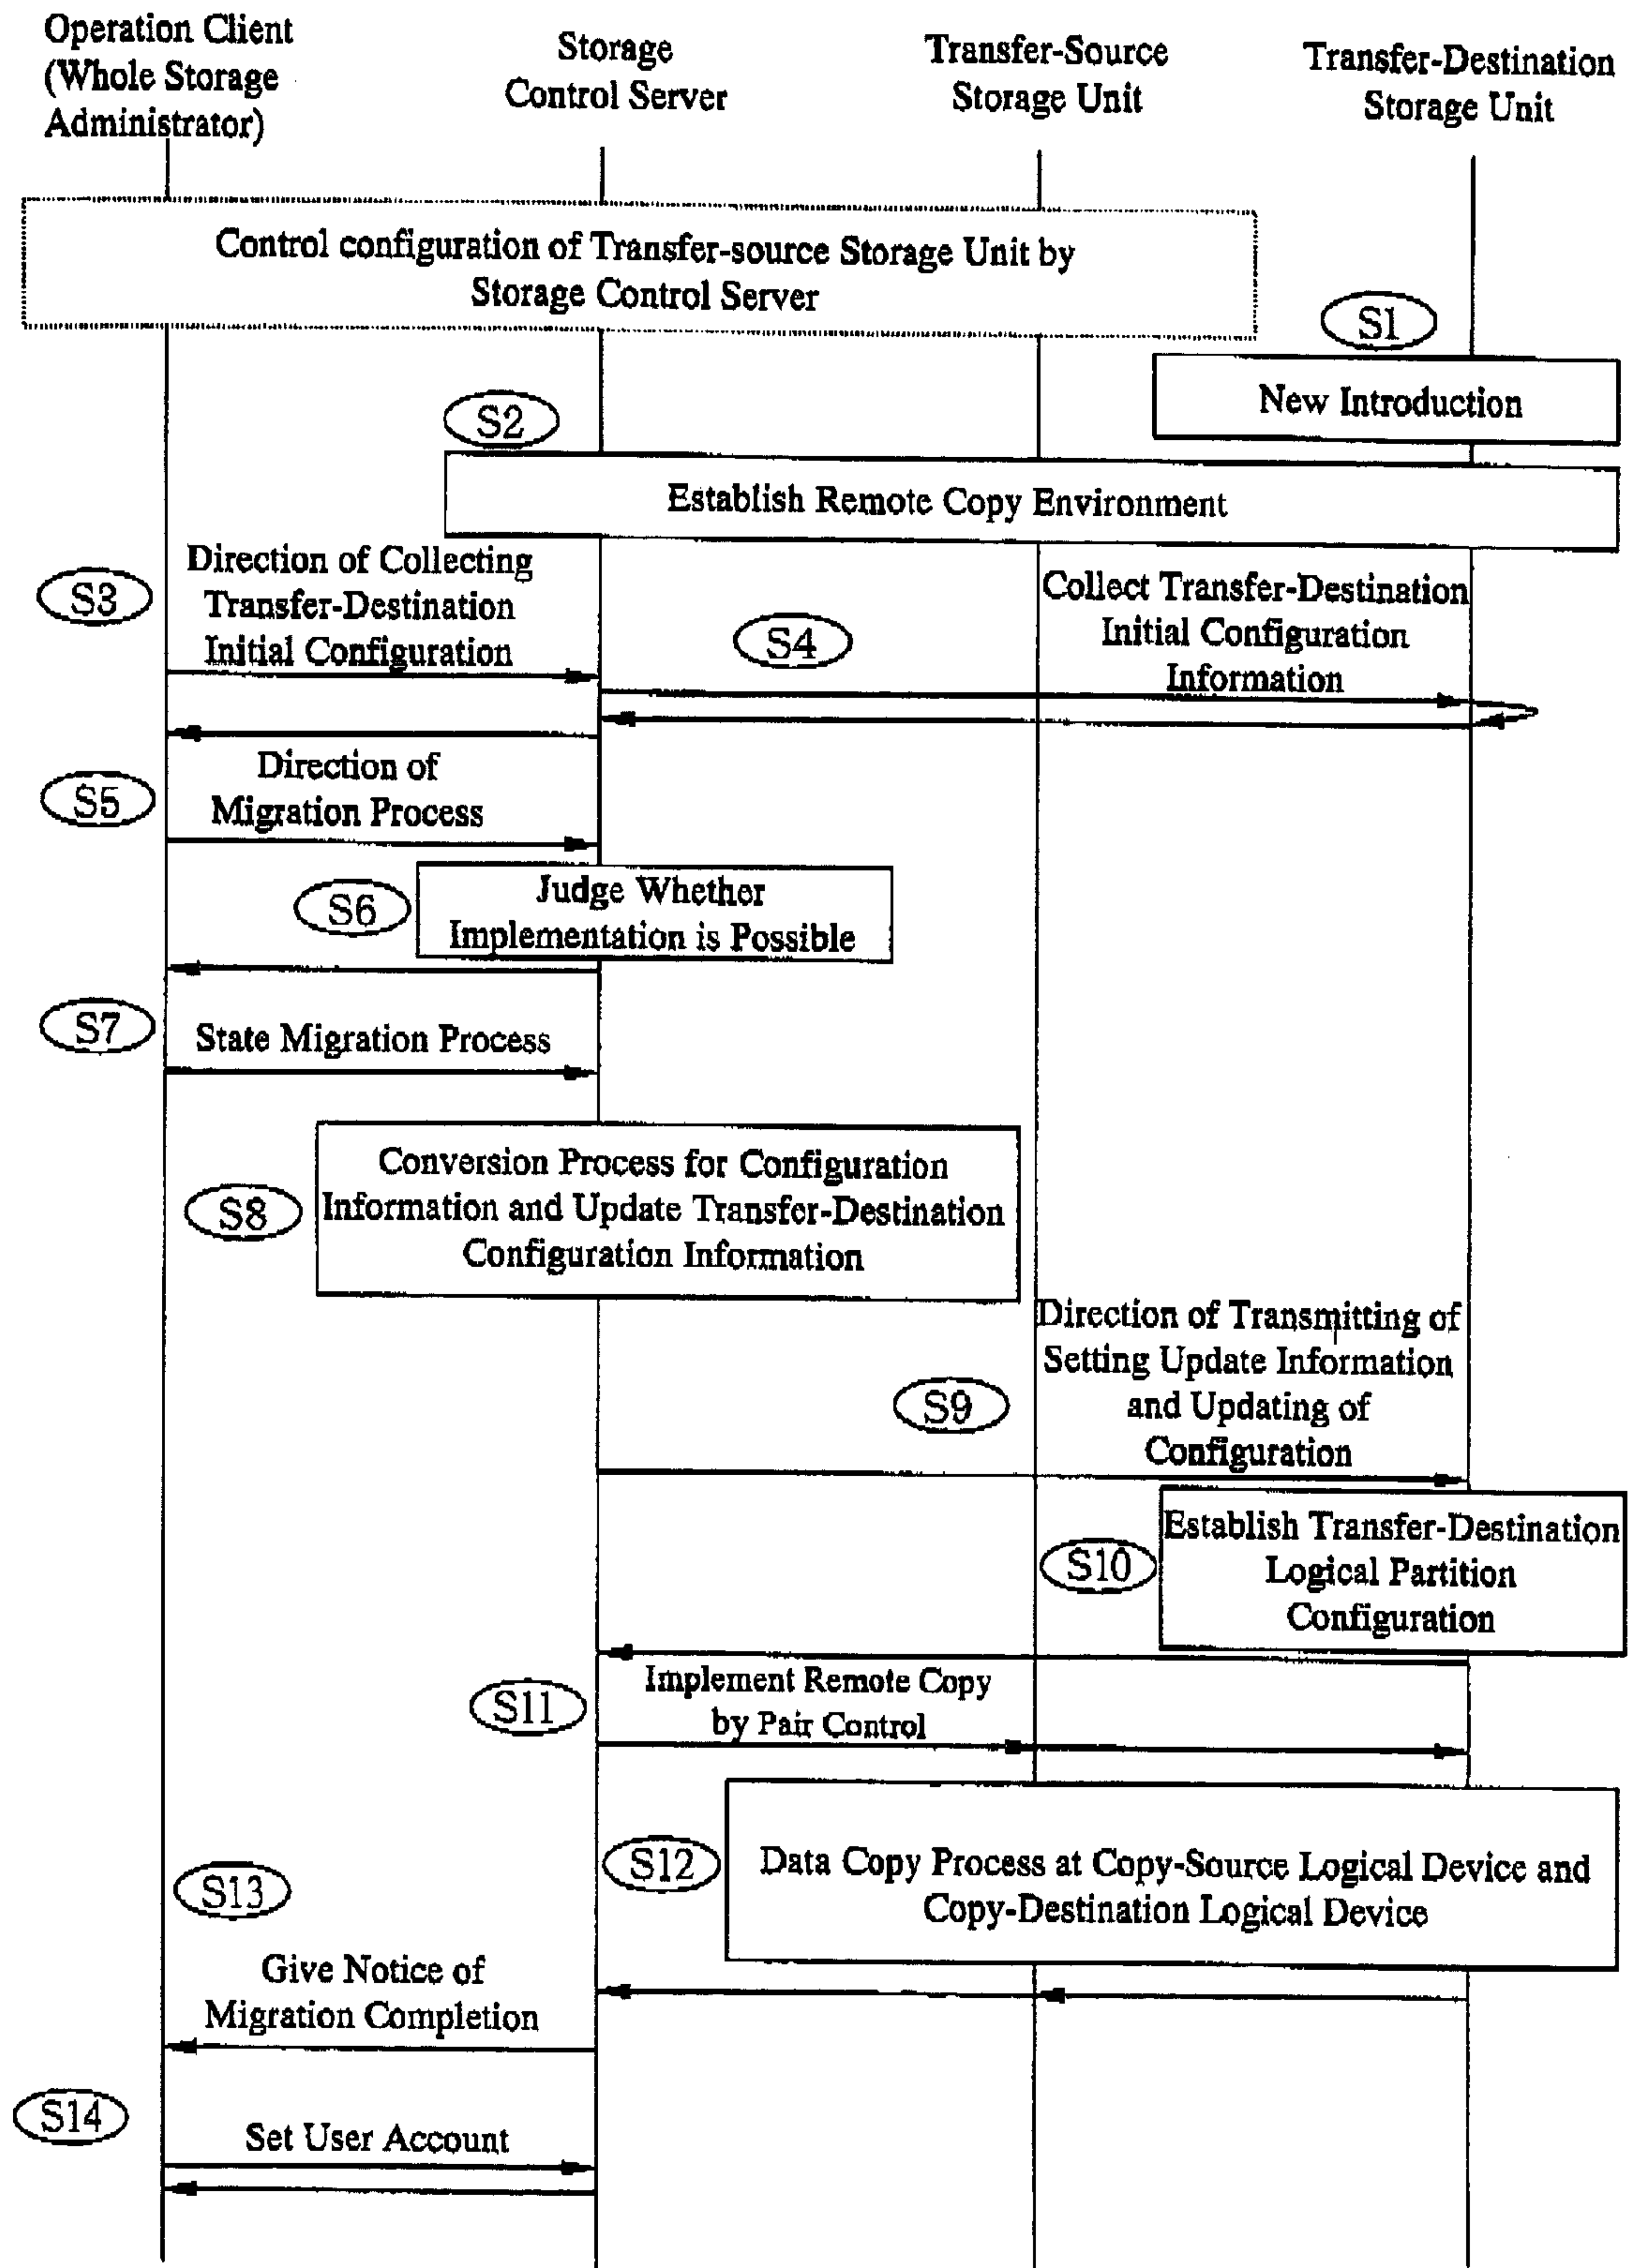 Operation Client
(Whole Storage
Administrator)
Storage
Control Server
Transfer-Source
Storage Unit
Transfer-Destination
Storage Unit
Control configuration of Transfer-source Storage Unit by
Storage Control Server
S1
New Introduction
S2
Establish Remote Copy Environment
S3
Direction of Collecting
Transfer-Destination
Initial Configuration
S4
Collect Transfer-Destination
Initial Configuration
Information
S5
Direction of
Migration Process
S6
Judge Whether
Implementation is Possible
S7
State Migration Process
S8
Conversion Process for Configuration
Information and Update Transfer-Destination
Configuration Information
S9
Direction of Transmitting of
Setting Update Information
and Updating of
Configuration
S10
Establish Transfer-Destination
Logical Partition
Configuration
S11
Implement Remote Copy
by Pair Control
S12
Data Copy Process at Copy-Source Logical Device and
Copy-Destination Logical Device
S13
Give Notice of
Migration Completion
S14
Set User Account